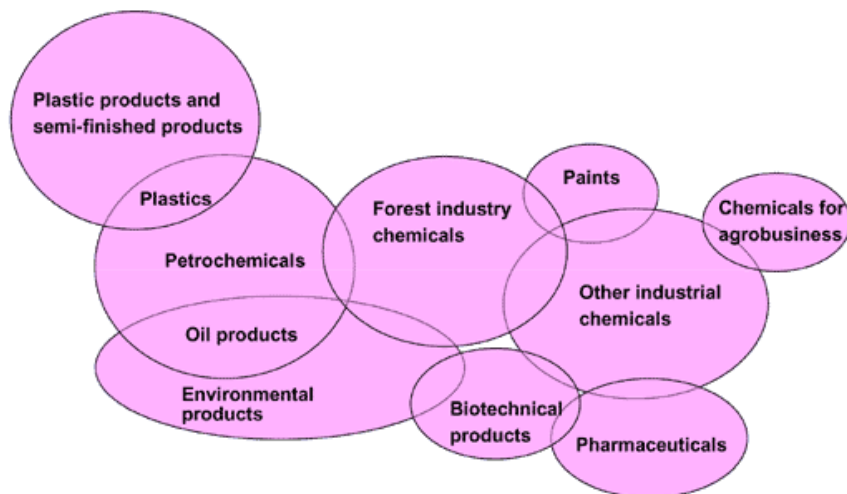 Plastic products and
semi-finished products
Plastics
Petrochemicals
Oil products
Environmental
products
Forest industry
chemicals
Paints
Chemicals for
agrobusiness
Other industrial
chemicals
Biotechnical
products
Pharmaceuticals